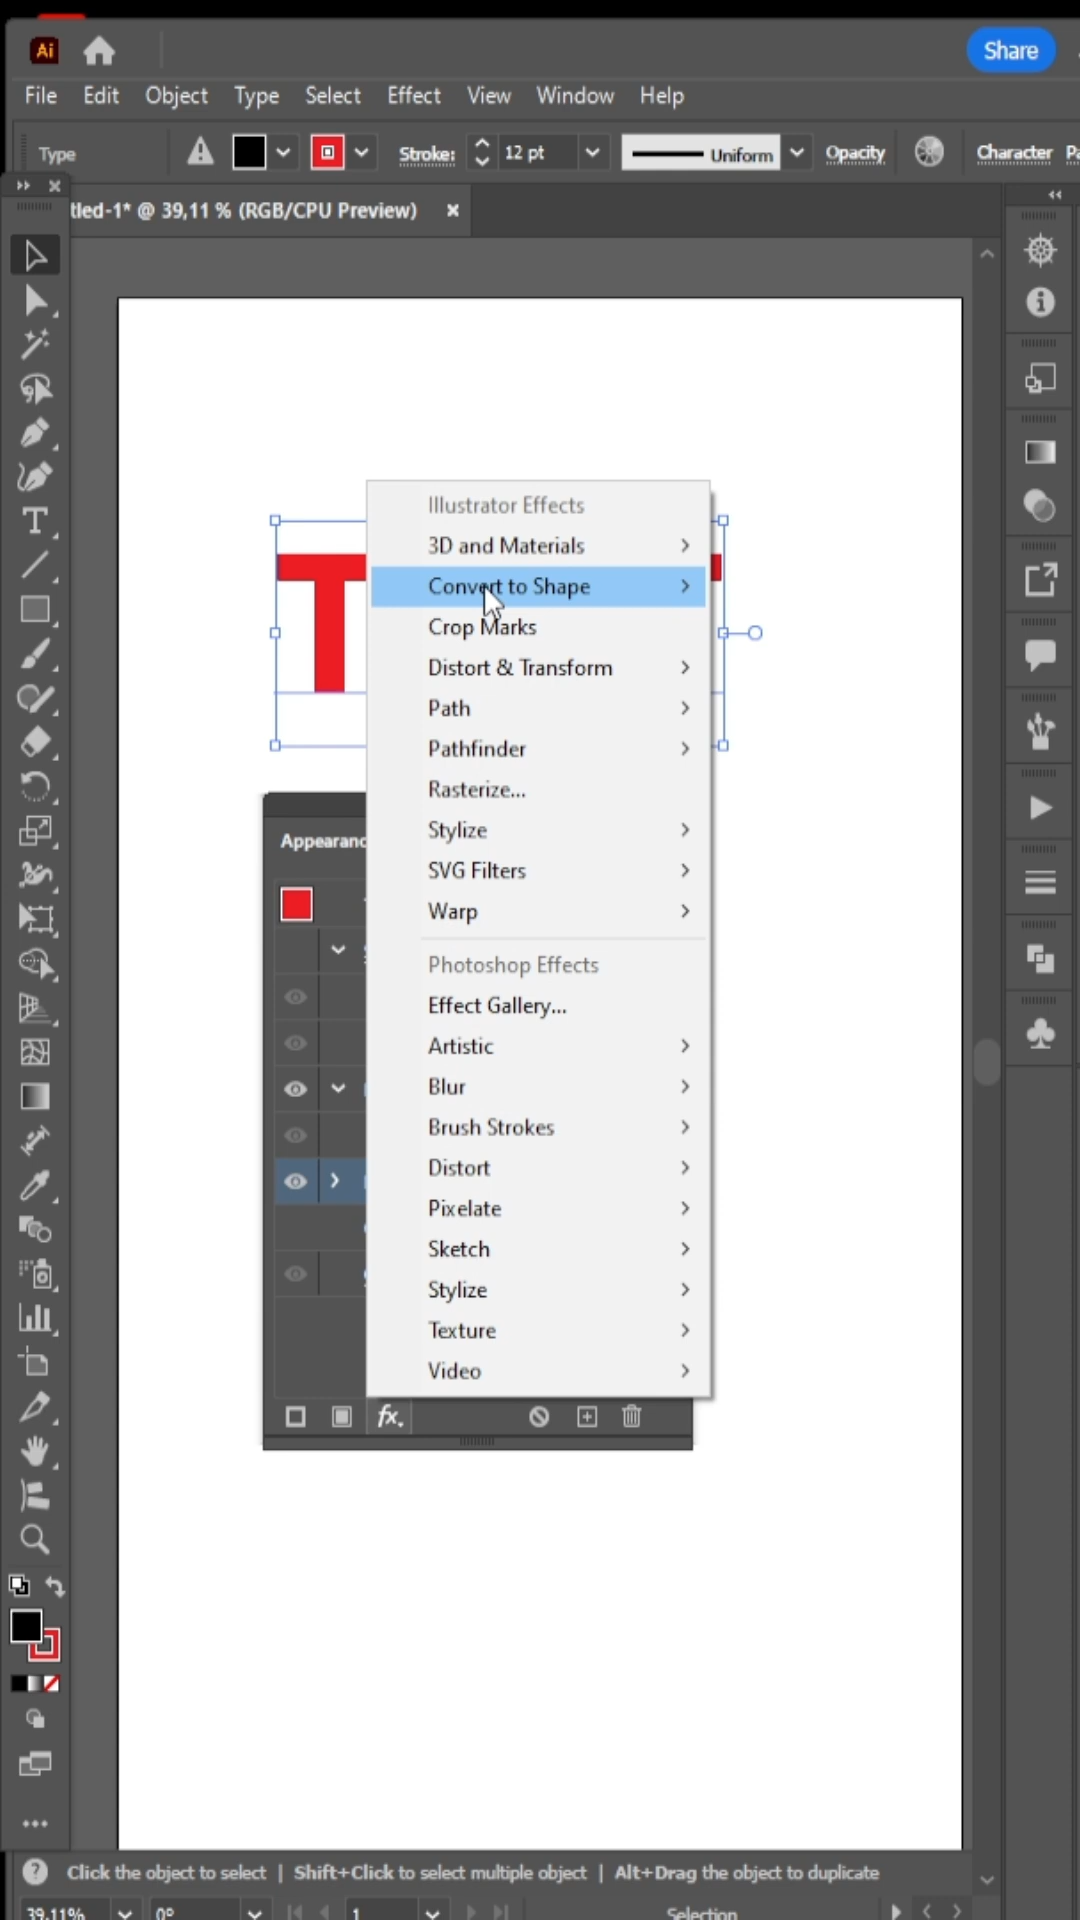 Ai
Share
File Edit Object Type Select Effect View Window Help
Type Stroke: 12 pt Uniform Opacity Character
tled-1* @ 39,11 % (RGB/CPU Preview) ×
T
Illustrator Effects
3D and Materials
Convert to Shape
Crop Marks
Distort & Transform
Path
Pathfinder
Rasterize...
Stylize
SVG Filters
Warp
Photoshop Effects
Effect Gallery...
Artistic
Blur
Brush Strokes
Distort
Pixelate
Sketch
Stylize
Texture
Video
Appearanc
fx.
Click the object to select | Shift+Click to select multiple object | Alt+Drag the object to duplicate
39,11% 0° 1 Selection